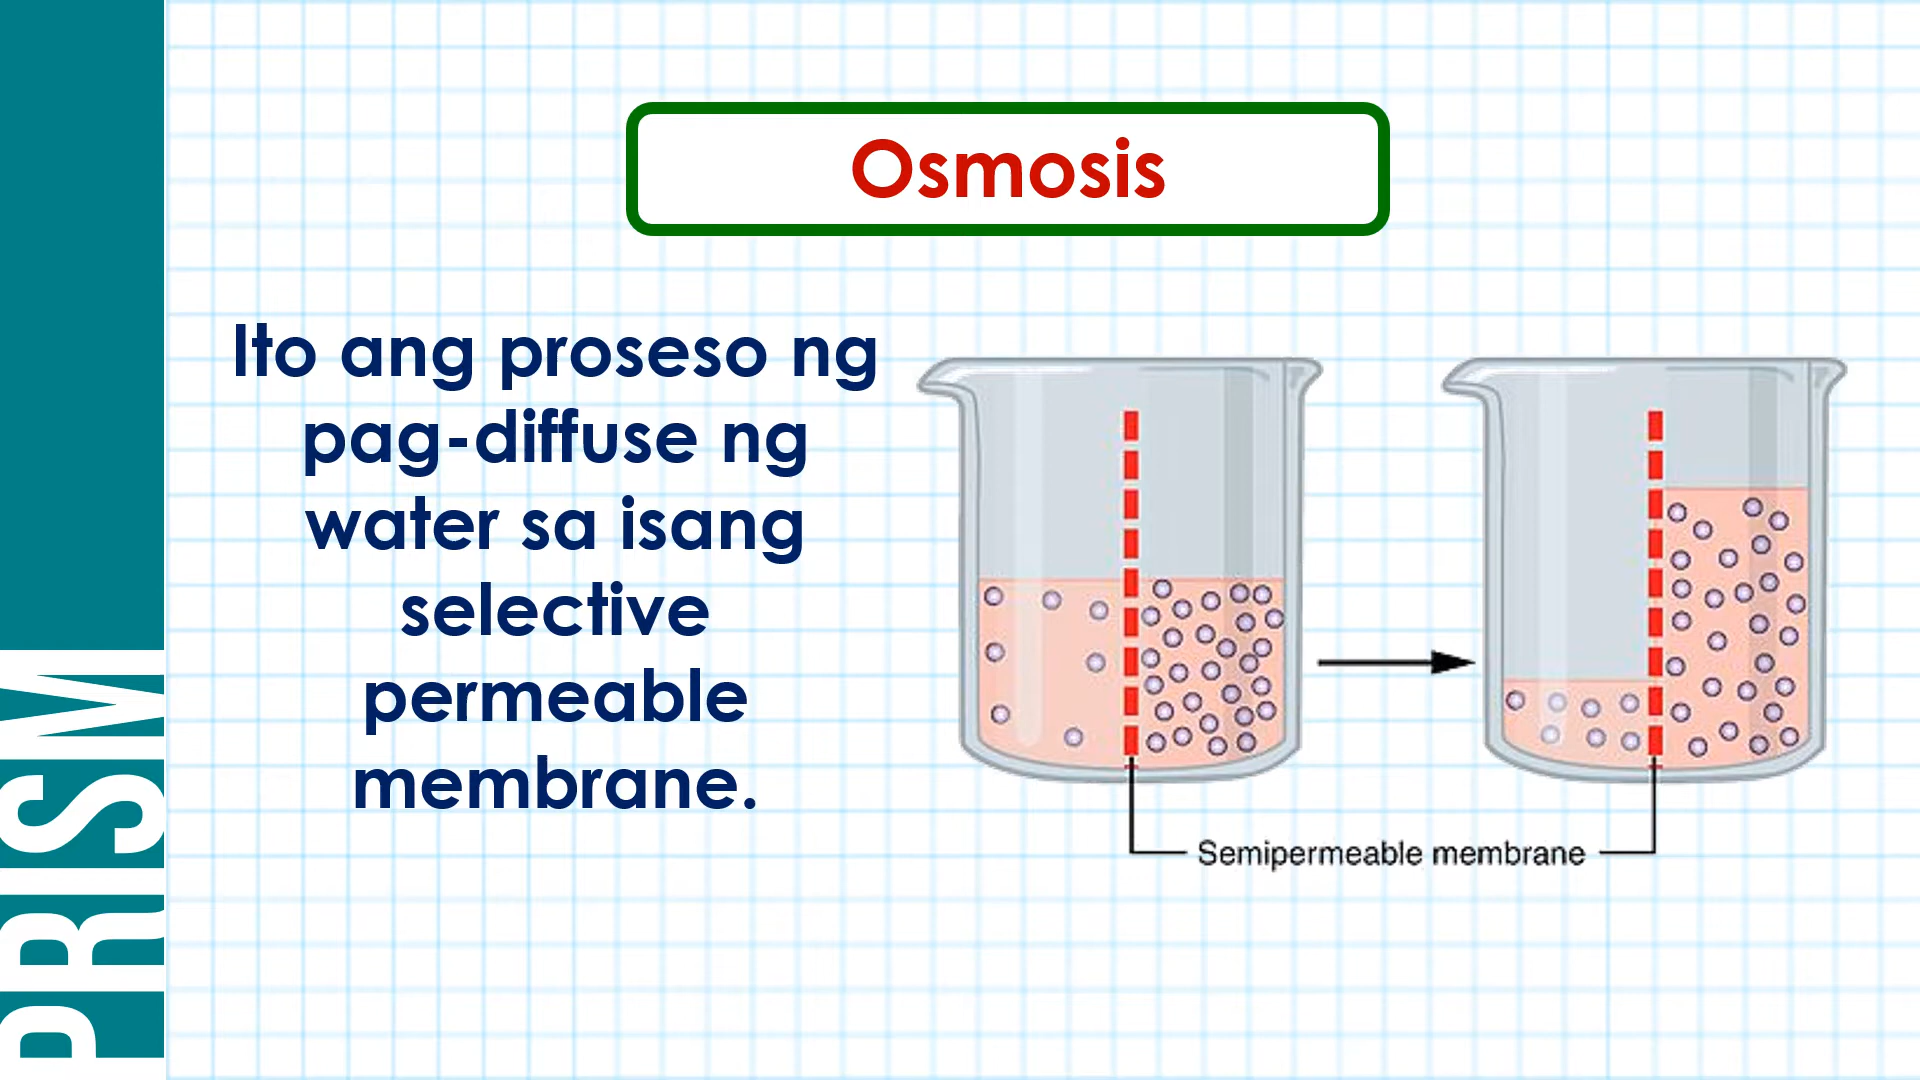 Osmosis
Ito ang proseso ng
pag-diffuse ng
water sa isang
selective
permeable
membrane.
Semipermeable membrane
PRISM